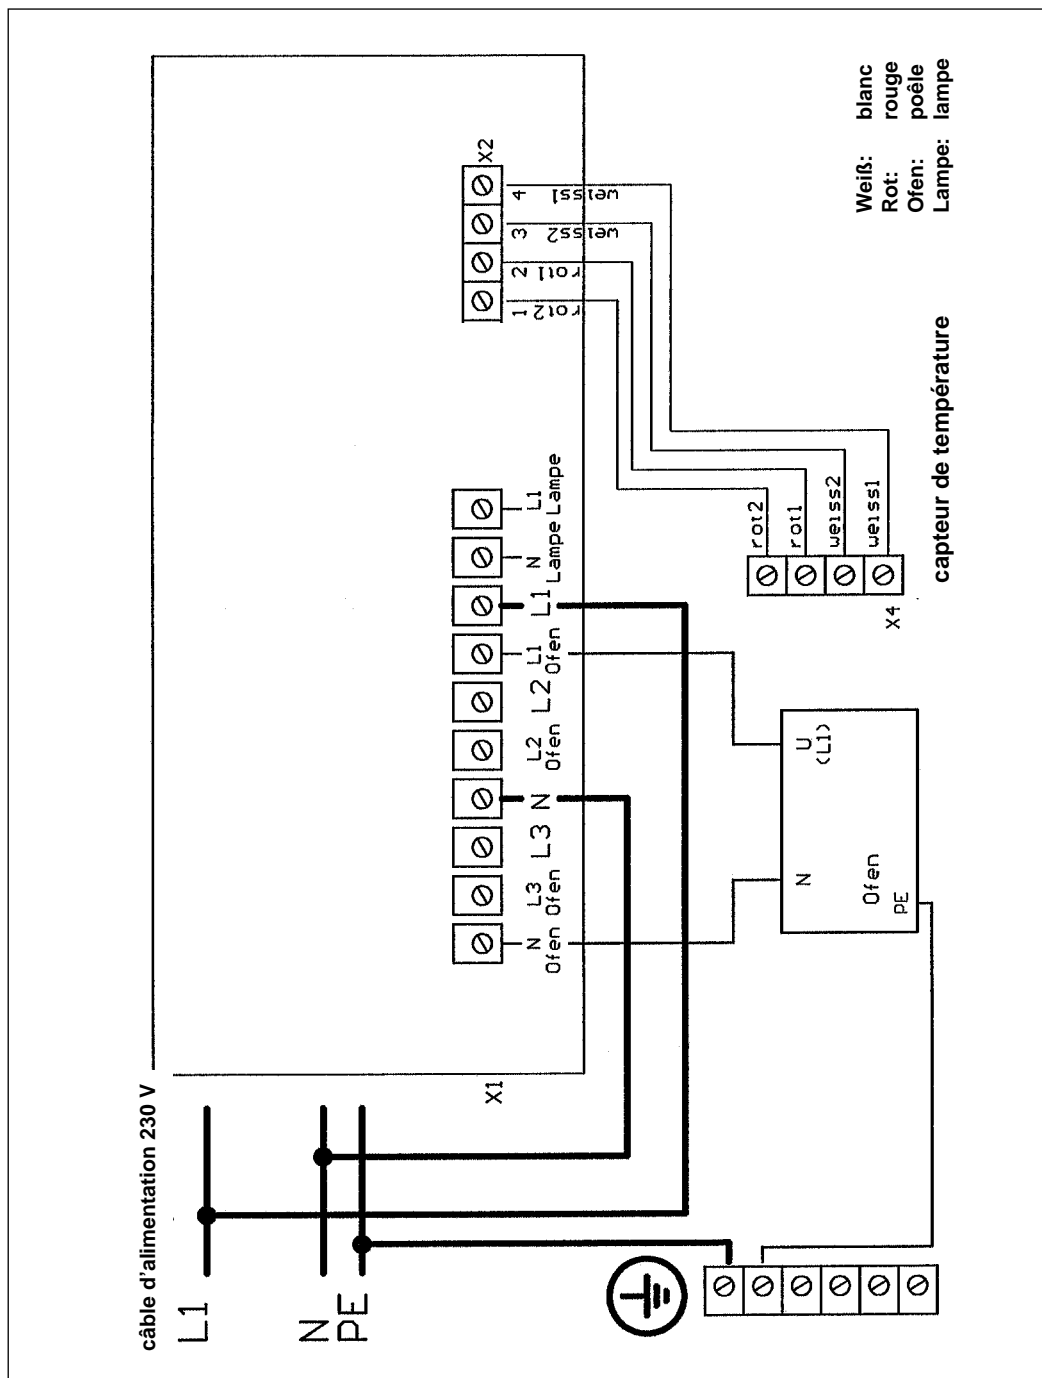 câble d'alimentation 230 V
L1
N
PE
X1
N
Ofen
L3
Ofen
L3
N
L2
Ofen
L2
L1
Ofen
L1
N
Lampe
L1
Lampe
X2
1
2
3
4
rot2
rot1
weiss2
weiss1
N
U
(L1)
Ofen
PE
rot2
rot1
weiss2
weiss1
X4
capteur de température
Weiß: blanc
Rot: rouge
Ofen: poêle
Lampe: lampe